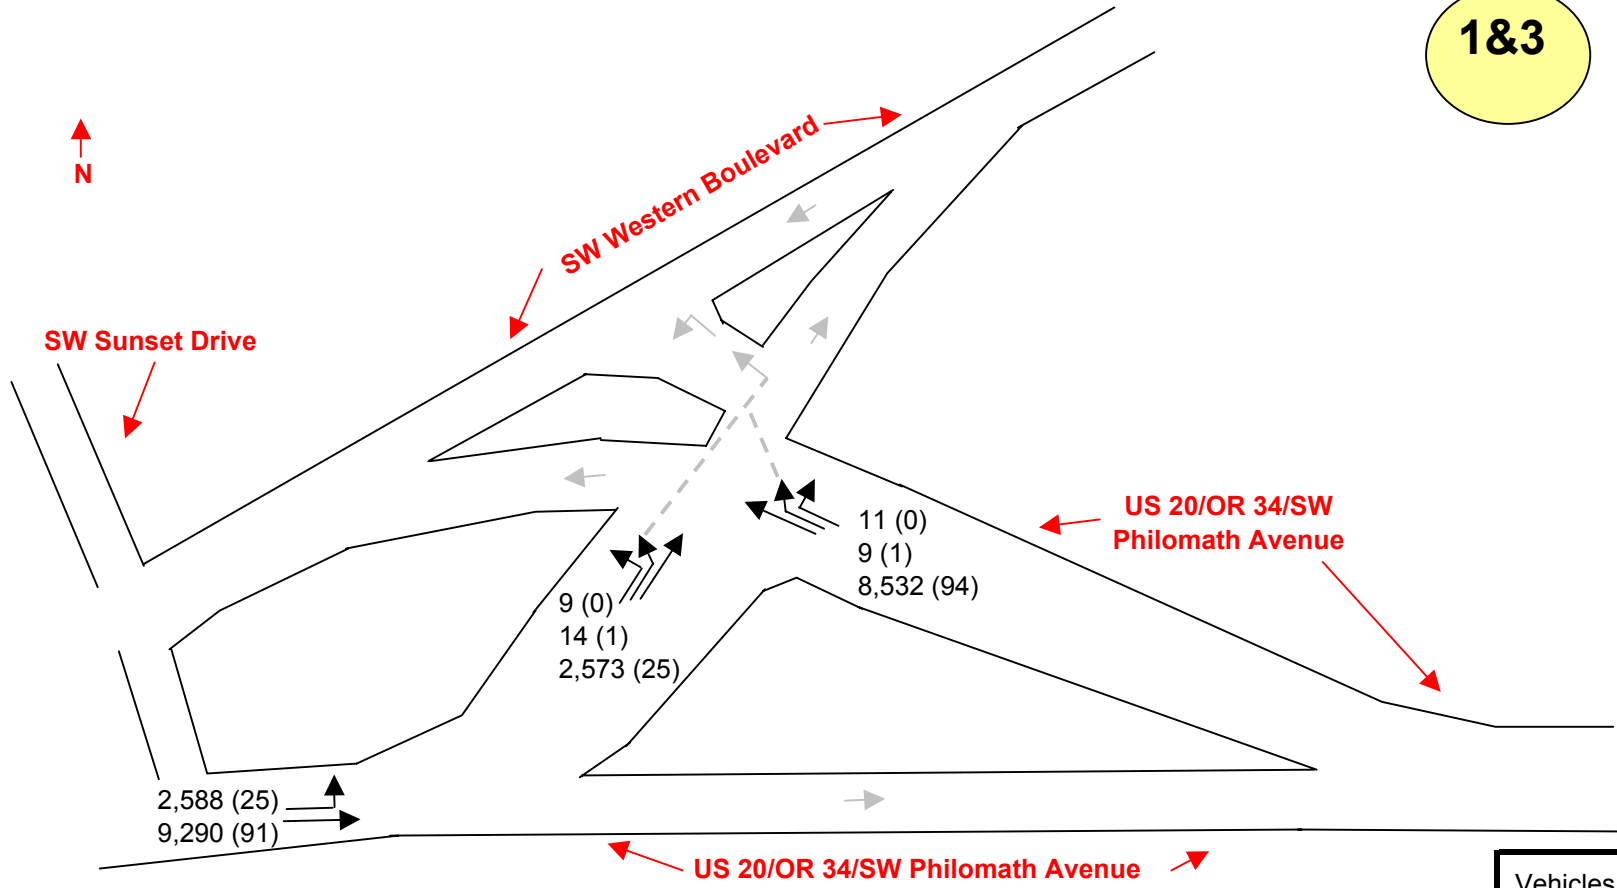 1&3
N
SW Western Boulevard
SW Sunset Drive
US 20/OR 34/SW
Philomath Avenue
11 (0)
9 (1)
8,532 (94)
9 (0)
14 (1)
2,573 (25)
2,588 (25)
9,290 (91)
US 20/OR 34/SW Philomath Avenue
Vehicles